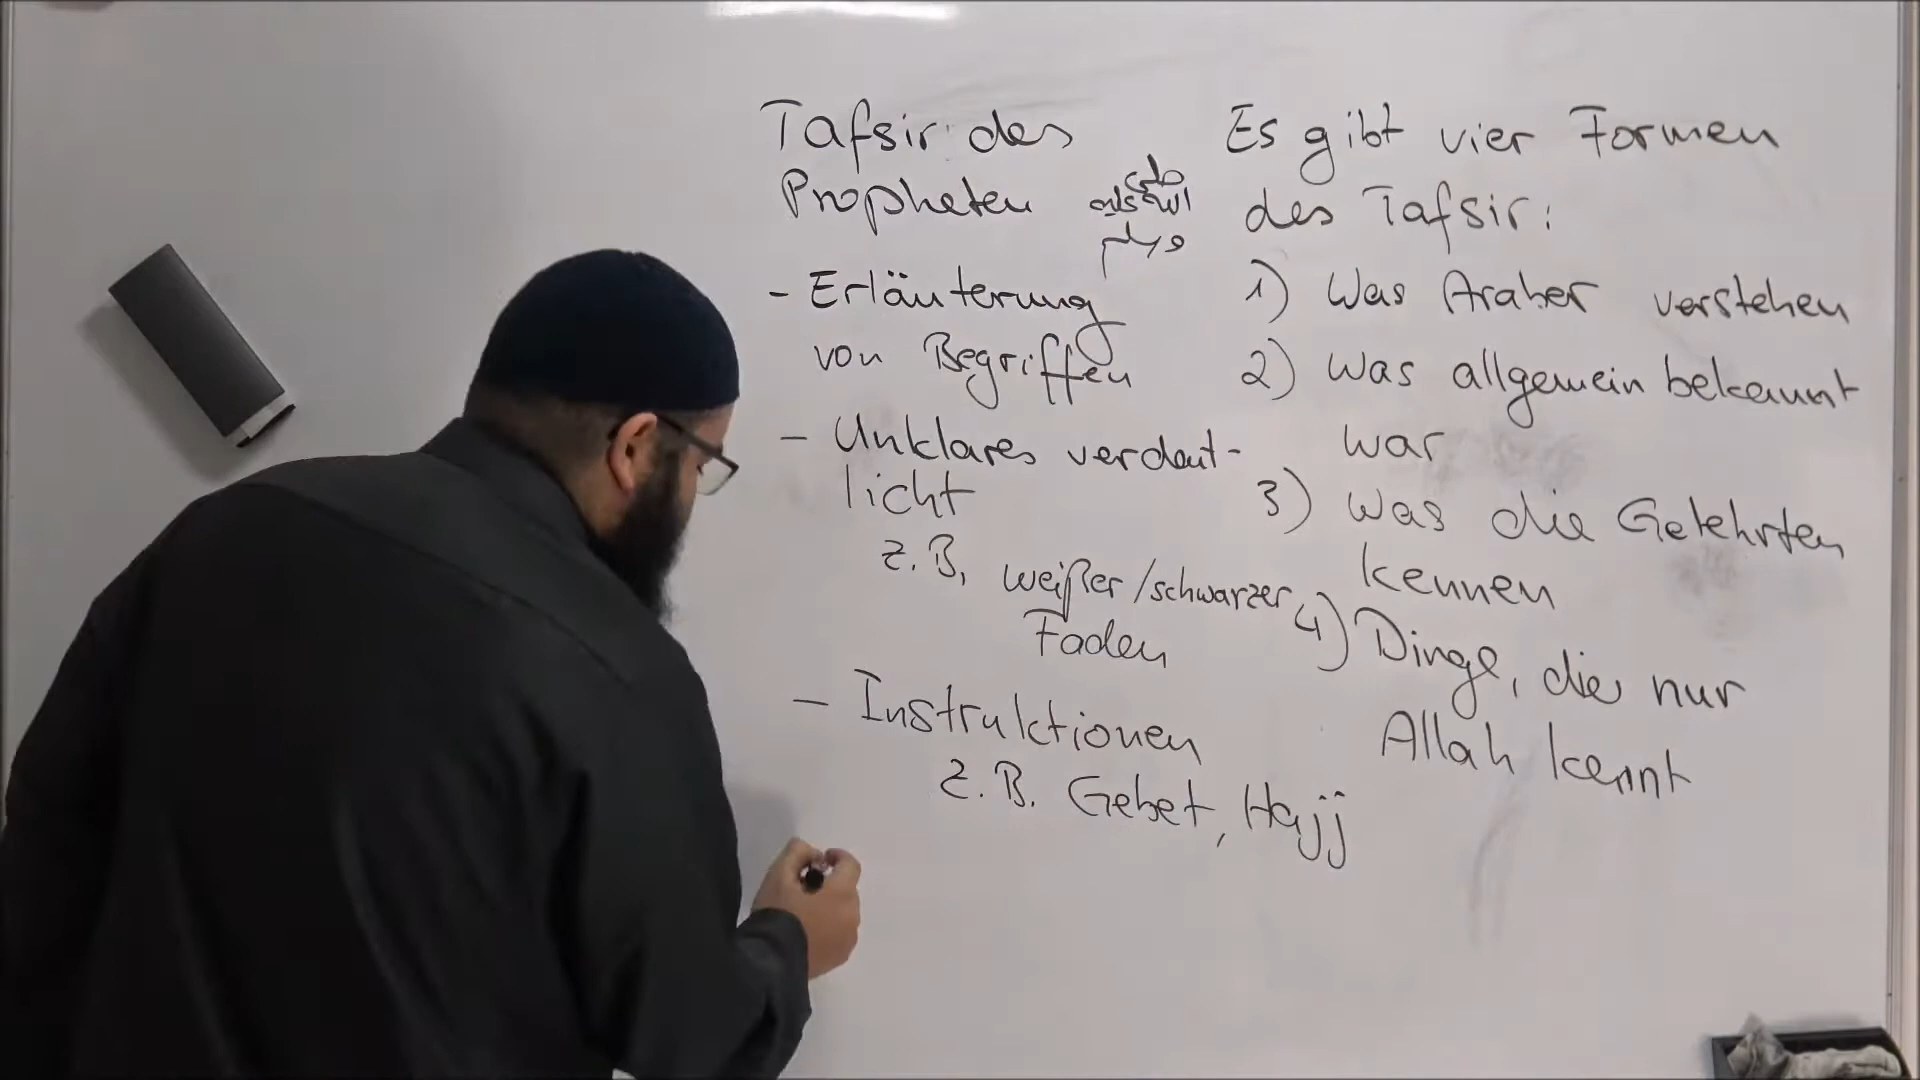 Tafsir des
Propheten صلى الله عليه وسلم
- Erläuterung
von Begriffen
- Unklares verdeut-
licht
z.B. weißer/schwarzer
Faden
- Instruktionen
z.B. Gebet, Hajj
Es gibt vier Formen
des Tafsir:
1) Was Araber verstehen
2) Was allgemein bekannt
war
3) Was die Gelehrten
kennen
4) Dinge, die nur
Allah kennt